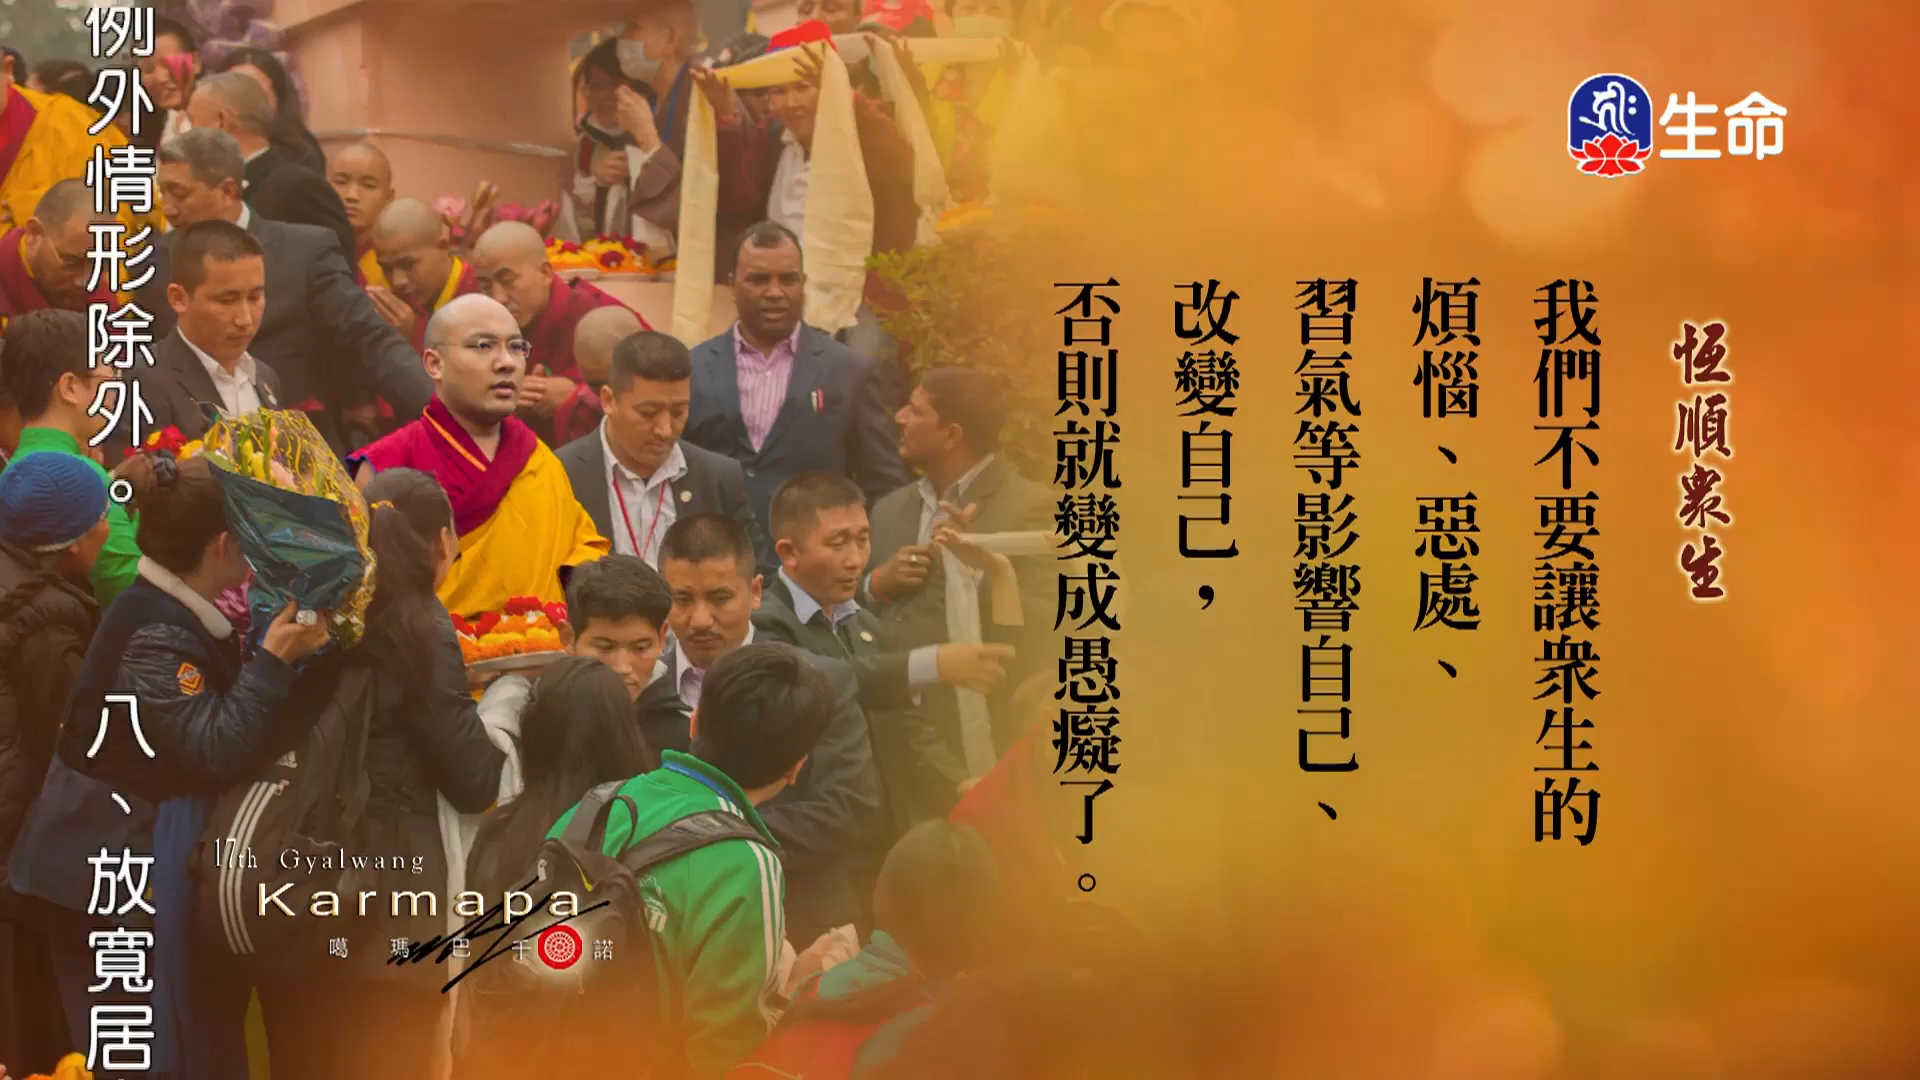 生命
恆順衆生
我們不要讓衆生的
煩惱、惡處、
習氣等影響自己、
改變自己，
否則就變成愚癡了。
例外情形除外。 八、放寬居
17th Gyalwang
Karmapa
噶瑪巴千諾